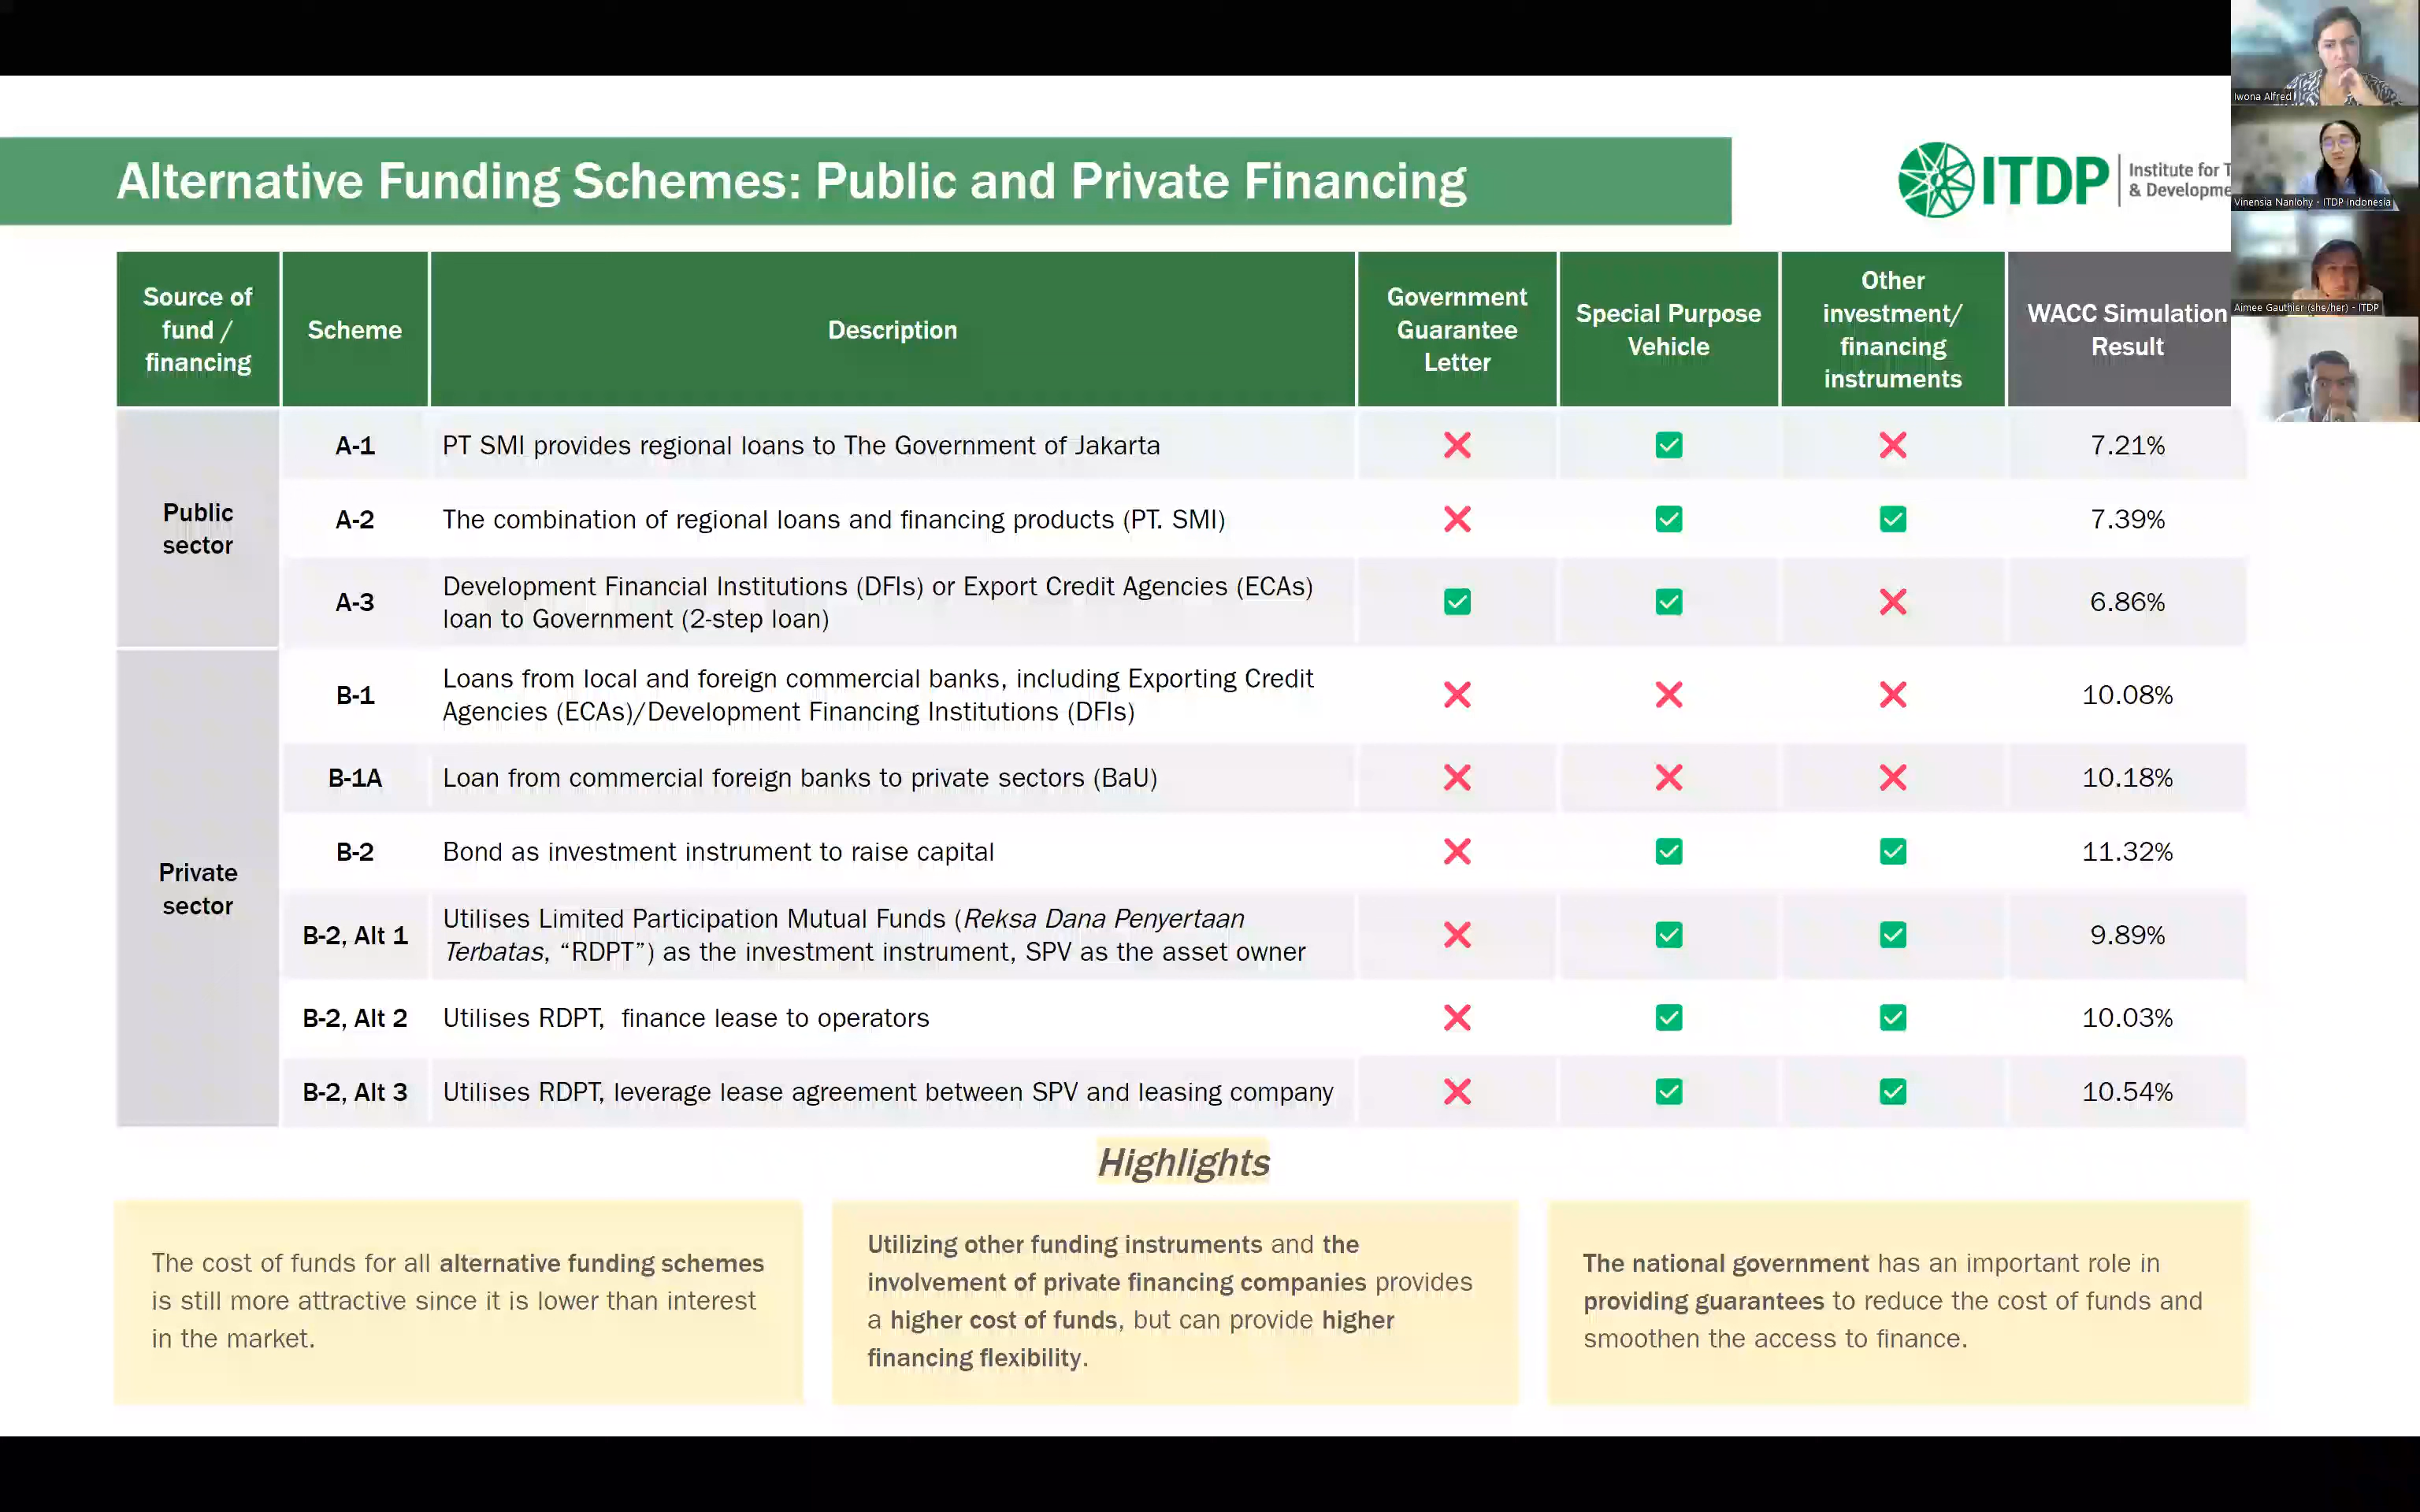 Alternative Funding Schemes: Public and Private Financing
ITDP
Institute for T
& Developme
Iwona Alfred
Vinensia Nanlohy - ITDP Indonesia
Aimee Gauthier (she/her) - ITDP
Source of
fund /
financing
Scheme
Description
Government
Guarantee
Letter
Special Purpose
Vehicle
Other
investment/
financing
instruments
WACC Simulation
Result
Public
sector
A-1
PT SMI provides regional loans to The Government of Jakarta
7.21%
A-2
The combination of regional loans and financing products (PT. SMI)
7.39%
A-3
Development Financial Institutions (DFIs) or Export Credit Agencies (ECAs)
loan to Government (2-step loan)
6.86%
Private
sector
B-1
Loans from local and foreign commercial banks, including Exporting Credit
Agencies (ECAs)/Development Financing Institutions (DFIs)
10.08%
B-1A
Loan from commercial foreign banks to private sectors (BaU)
10.18%
B-2
Bond as investment instrument to raise capital
11.32%
B-2, Alt 1
Utilises Limited Participation Mutual Funds (Reksa Dana Penyertaan
Terbatas, “RDPT”) as the investment instrument, SPV as the asset owner
9.89%
B-2, Alt 2
Utilises RDPT, finance lease to operators
10.03%
B-2, Alt 3
Utilises RDPT, leverage lease agreement between SPV and leasing company
10.54%
Highlights
The cost of funds for all alternative funding schemes
is still more attractive since it is lower than interest
in the market.
Utilizing other funding instruments and the
involvement of private financing companies provides
a higher cost of funds, but can provide higher
financing flexibility.
The national government has an important role in
providing guarantees to reduce the cost of funds and
smoothen the access to finance.